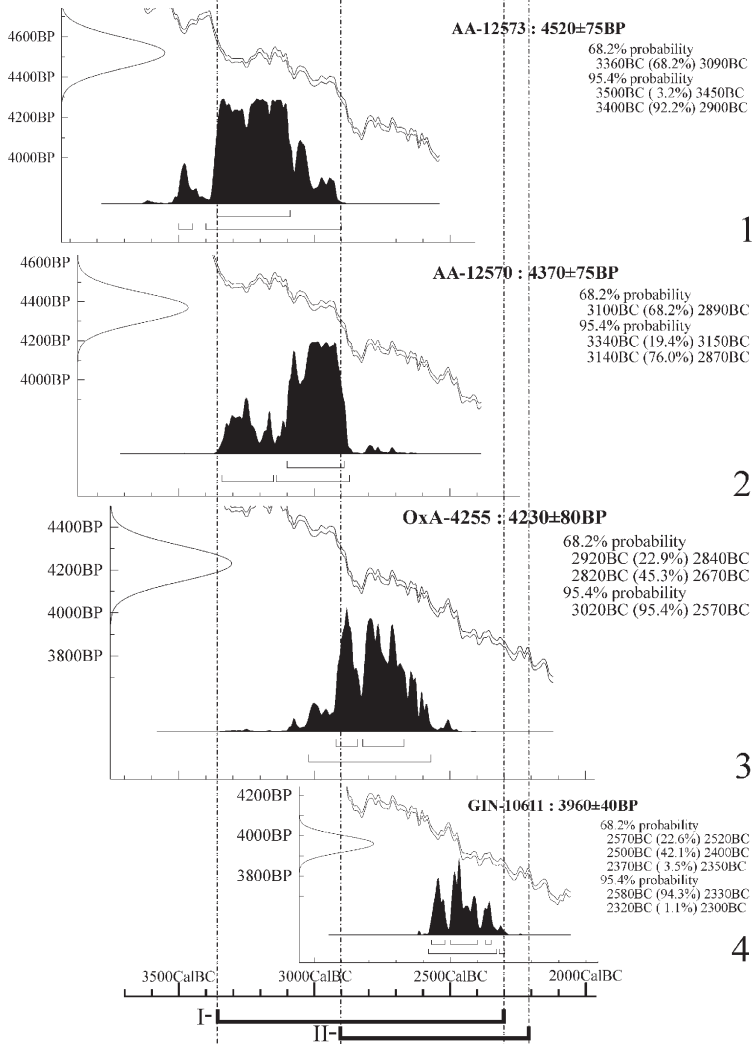 4600BP
4400BP
4200BP
4000BP
AA-12573 : 4520±75BP
68.2% probability
3360BC (68.2%) 3090BC
95.4% probability
3500BC ( 3.2%) 3450BC
3400BC (92.2%) 2900BC
1
4600BP
4400BP
4200BP
4000BP
AA-12570 : 4370±75BP
68.2% probability
3100BC (68.2%) 2890BC
95.4% probability
3340BC (19.4%) 3150BC
3140BC (76.0%) 2870BC
2
4400BP
4200BP
4000BP
3800BP
OxA-4255 : 4230±80BP
68.2% probability
2920BC (22.9%) 2840BC
2820BC (45.3%) 2670BC
95.4% probability
3020BC (95.4%) 2570BC
3
4200BP
4000BP
3800BP
GIN-10611 : 3960±40BP
68.2% probability
2570BC (22.6%) 2520BC
2500BC (42.1%) 2400BC
2370BC ( 3.5%) 2350BC
95.4% probability
2580BC (94.3%) 2330BC
2320BC ( 1.1%) 2300BC
4
3500CalBC 3000CalBC 2500CalBC 2000CalBC
I-
II-